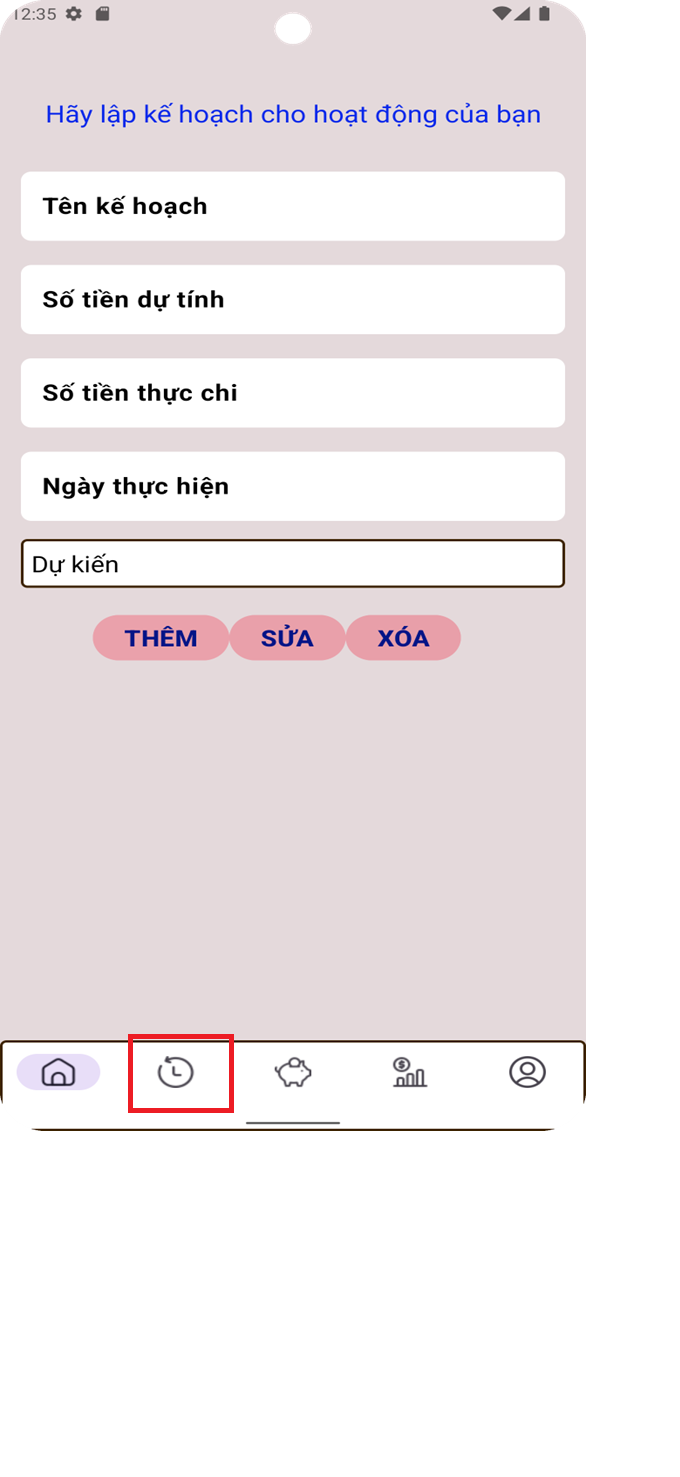 12:35
Hãy lập kế hoạch cho hoạt động của bạn
Tên kế hoạch
Số tiền dự tính
Số tiền thực chi
Ngày thực hiện
Dự kiến
THÊM SỬA XÓA